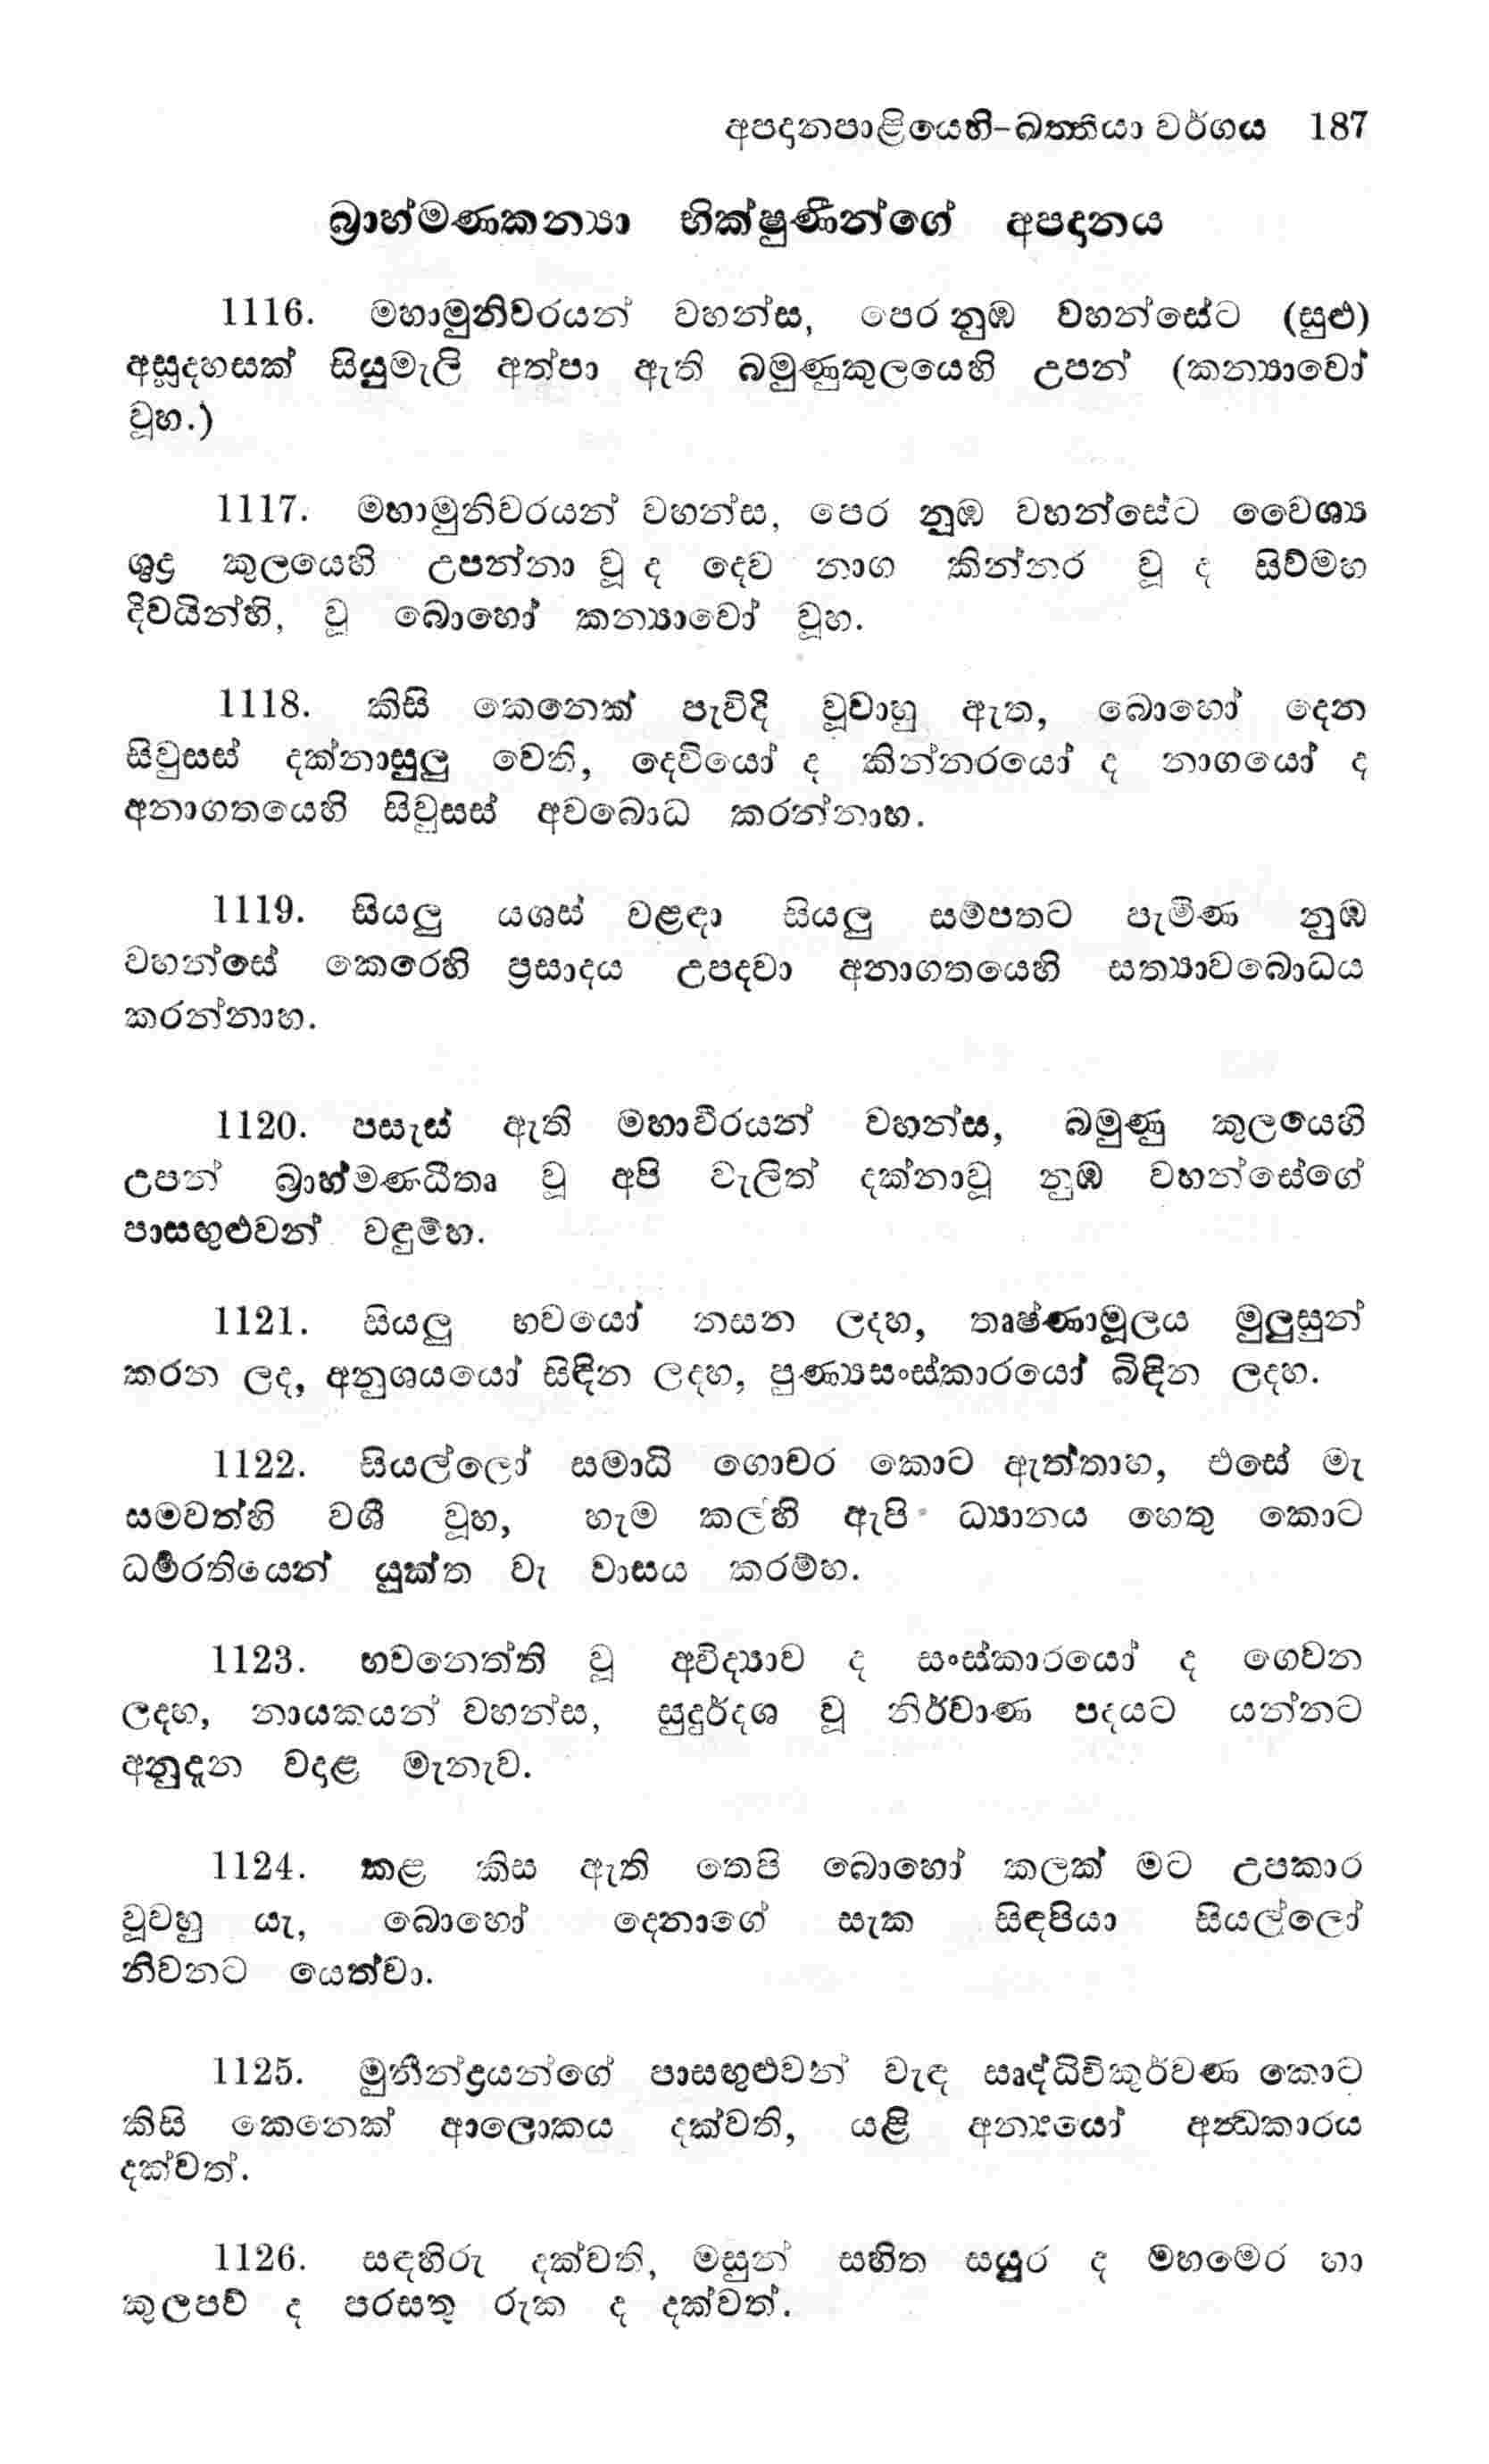 අපදානපාළියෙහි-ඛත්තියා වර්ගය 187
බ්‍රාහ්මණකන්‍යා භික්ෂුණීන්ගේ අපදානය
1116. මහාමුනිවරයන් වහන්ස, පෙර නුඹ වහන්සේට (සුළු)
අසූදහසක් සියුමැලි අත්පා ඇති බමුණුකුලයෙහි උපන් (කන්‍යාවෝ
වූහ.)
1117. මහාමුනිවරයන් වහන්ස, පෙර නුඹ වහන්සේට වෛශ්‍ය
ශුද්‍ර කුලයෙහි උපන්නා වූ ද දෙව නාග කින්නර වූ ද සිව්මහ
දිවයින්හි, වූ බොහෝ කන්‍යාවෝ වූහ.
1118. කිසි කෙනෙක් පැවිදි වූවාහු ඇත, බොහෝ දෙන
සිවුසස් දක්නාසුලු වෙති, දෙවියෝ ද කින්නරයෝ ද නාගයෝ ද
අනාගතයෙහි සිවුසස් අවබොධ කරන්නාහ.
1119. සියලු යශස් වළඳා සියලු සම්පතට පැමිණ නුඹ
වහන්සේ කෙරෙහි ප්‍රසාදය උපදවා අනාගතයෙහි සත්‍යාවබොධය
කරන්නාහ.
1120. පසැස් ඇති මහාවීරයන් වහන්ස, බමුණු කුලයෙහි
උපන් බ්‍රාහ්මණධීතෘ වූ අපි වැලිත් දක්නාවූ නුඹ වහන්සේගේ
පාසඟුළුවන් වඳුම්හ.
1121. සියලු භවයෝ නසන ලදහ, තෘෂ්ණාමූලය මුලුසුන්
කරන ලද, අනුශයයෝ සිඳින ලදහ, පුණ්‍යසංස්කාරයෝ බිඳින ලදහ.
1122. සියල්ලෝ සමාධි ගොචර කොට ඇත්තාහ, එසේ මැ
සමවත්හි වශී වූහ, හැම කල්හි ඇපි ධ්‍යානය හෙතු කොට
ධර්‍මරතියෙන් යුක්ත වැ වාසය කරම්හ.
1123. භවනෙත්ති වූ අවිද්‍යාව ද සංස්කාරයෝ ද ගෙවන
ලදහ, නායකයන් වහන්ස, සුදුර්දශ වූ නිර්වාණ පදයට යන්නට
අනුදැන වදාළ මැනැව.
1124. කළ කිස ඇති තෙපි බොහෝ කලක් මට උපකාර
වූවහු යැ, බොහෝ දෙනාගේ සැක සිඳපියා සියල්ලෝ
නිවනට යෙත්වා.
1125. මුනීන්ද්‍රයන්ගේ පාසඟුළුවන් වැඳ සෘද්ධිවිකුර්වණ කොට
කිසි කෙනෙක් ආලොකය දක්වති, යළි අන්‍යයෝ අන්ධකාරය
දක්වත්.
1126. සඳහිරු දක්වති, මසුන් සහිත සයුර ද මහමෙර හා
කුලපව් ද පරසතු රුක ද දක්වත්.